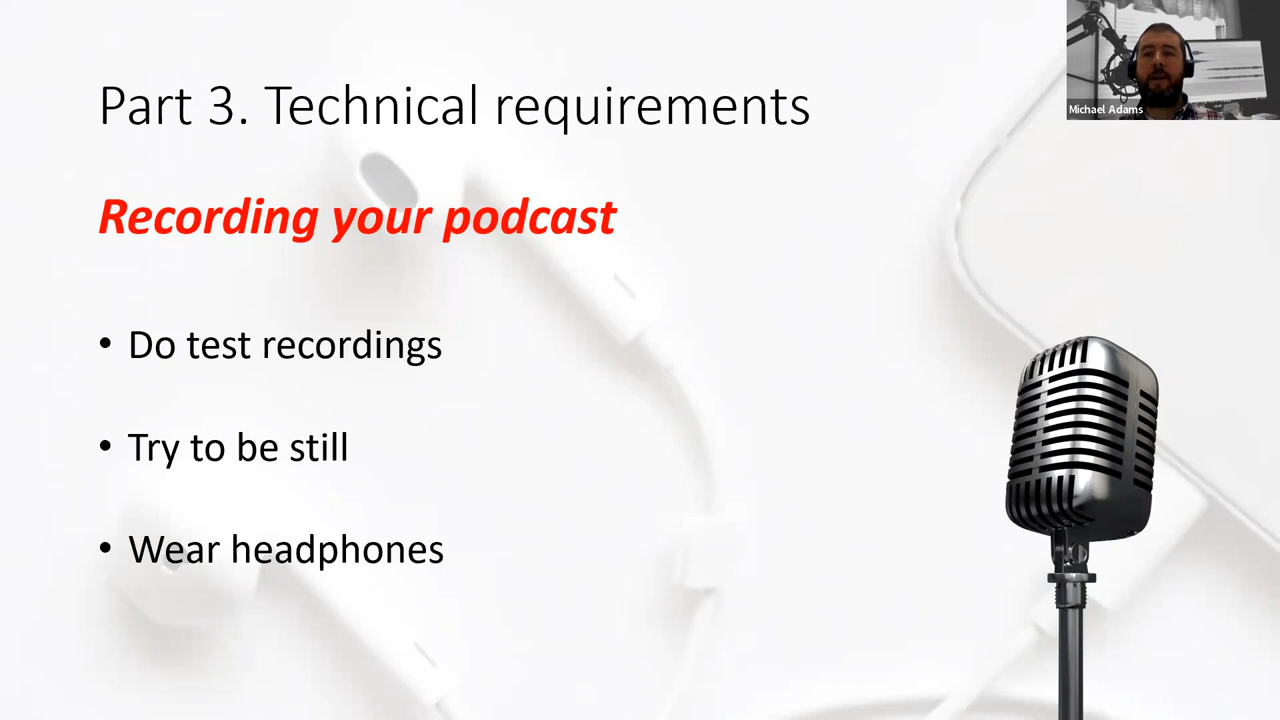 Part 3. Technical requirements
Michael Adams
Recording your podcast
• Do test recordings
• Try to be still
• Wear headphones